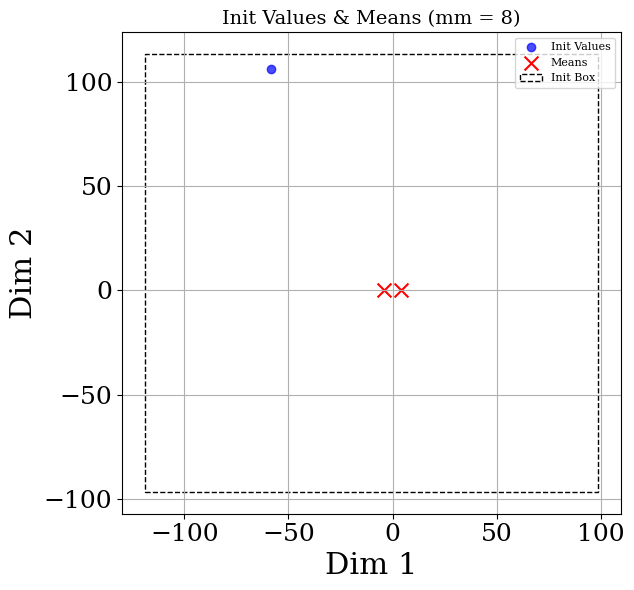 Init Values & Means (mm = 8)
Init Values
Means
Init Box
100
50
0
−50
−100
Dim 2
−100
−50
0
50
100
Dim 1